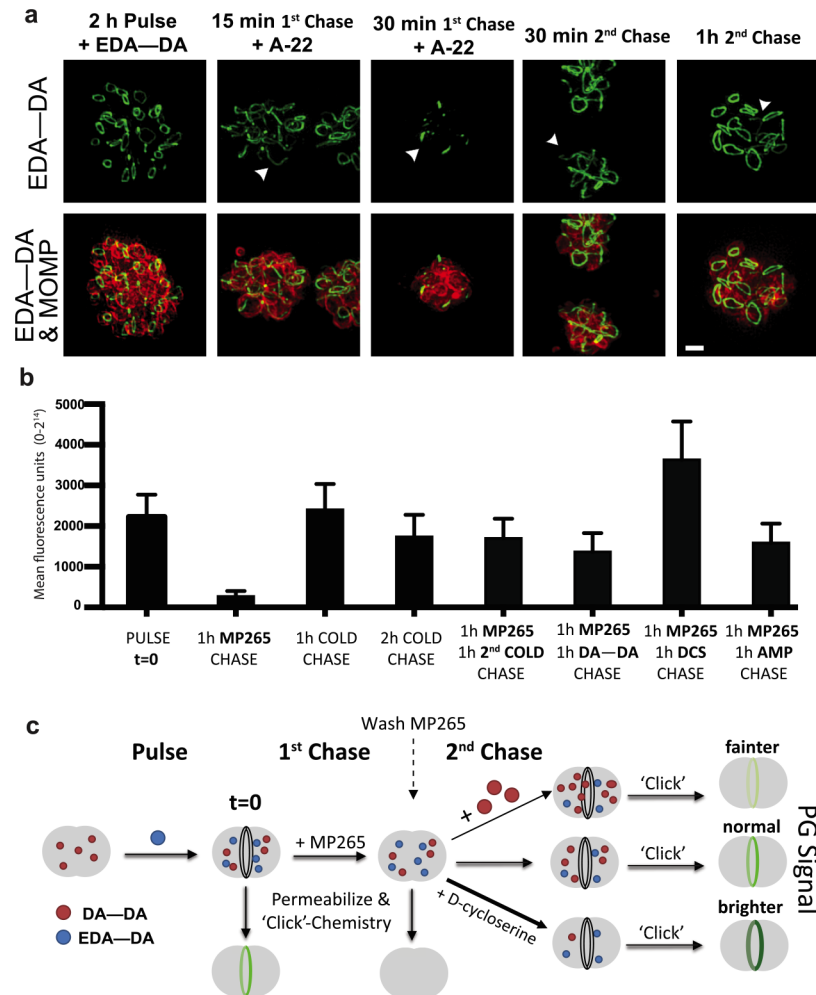 a
2 h Pulse
+ EDA—DA
15 min 1st Chase
+ A-22
30 min 1st Chase
+ A-22
30 min 2nd Chase
1h 2nd Chase
EDA—DA
EDA—DA
& MOMP
b
Mean fluorescence units (0-2¹⁴)
5000
4000
3000
2000
1000
0
PULSE
t=0
1h MP265
CHASE
1h COLD
CHASE
2h COLD
CHASE
1h MP265
1h 2nd COLD
CHASE
1h MP265
1h DA—DA
CHASE
1h MP265
1h DCS
CHASE
1h MP265
1h AMP
CHASE
c
Wash MP265
Pulse
1st Chase
2nd Chase
t=0
+ MP265
+
'Click'
fainter
'Click'
normal
+ D-cycloserine
'Click'
brighter
PG Signal
Permeabilize &
'Click'-Chemistry
DA—DA
EDA—DA